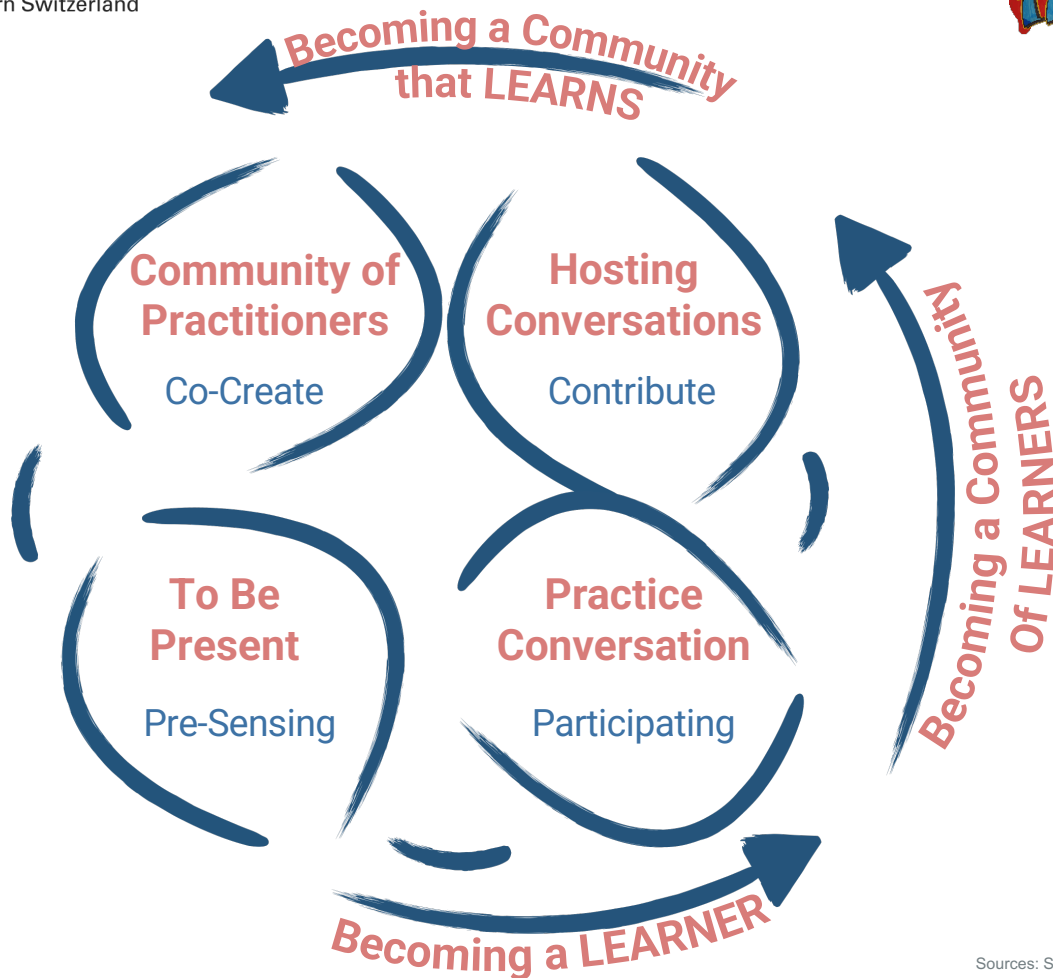 Switzerland
Becoming a Community
that LEARNS
Community of
Practitioners
Co-Create
Hosting
Conversations
Contribute
Becoming a Community
Of LEARNERS
To Be
Present
Pre-Sensing
Practice
Conversation
Participating
Becoming a LEARNER
Sources: